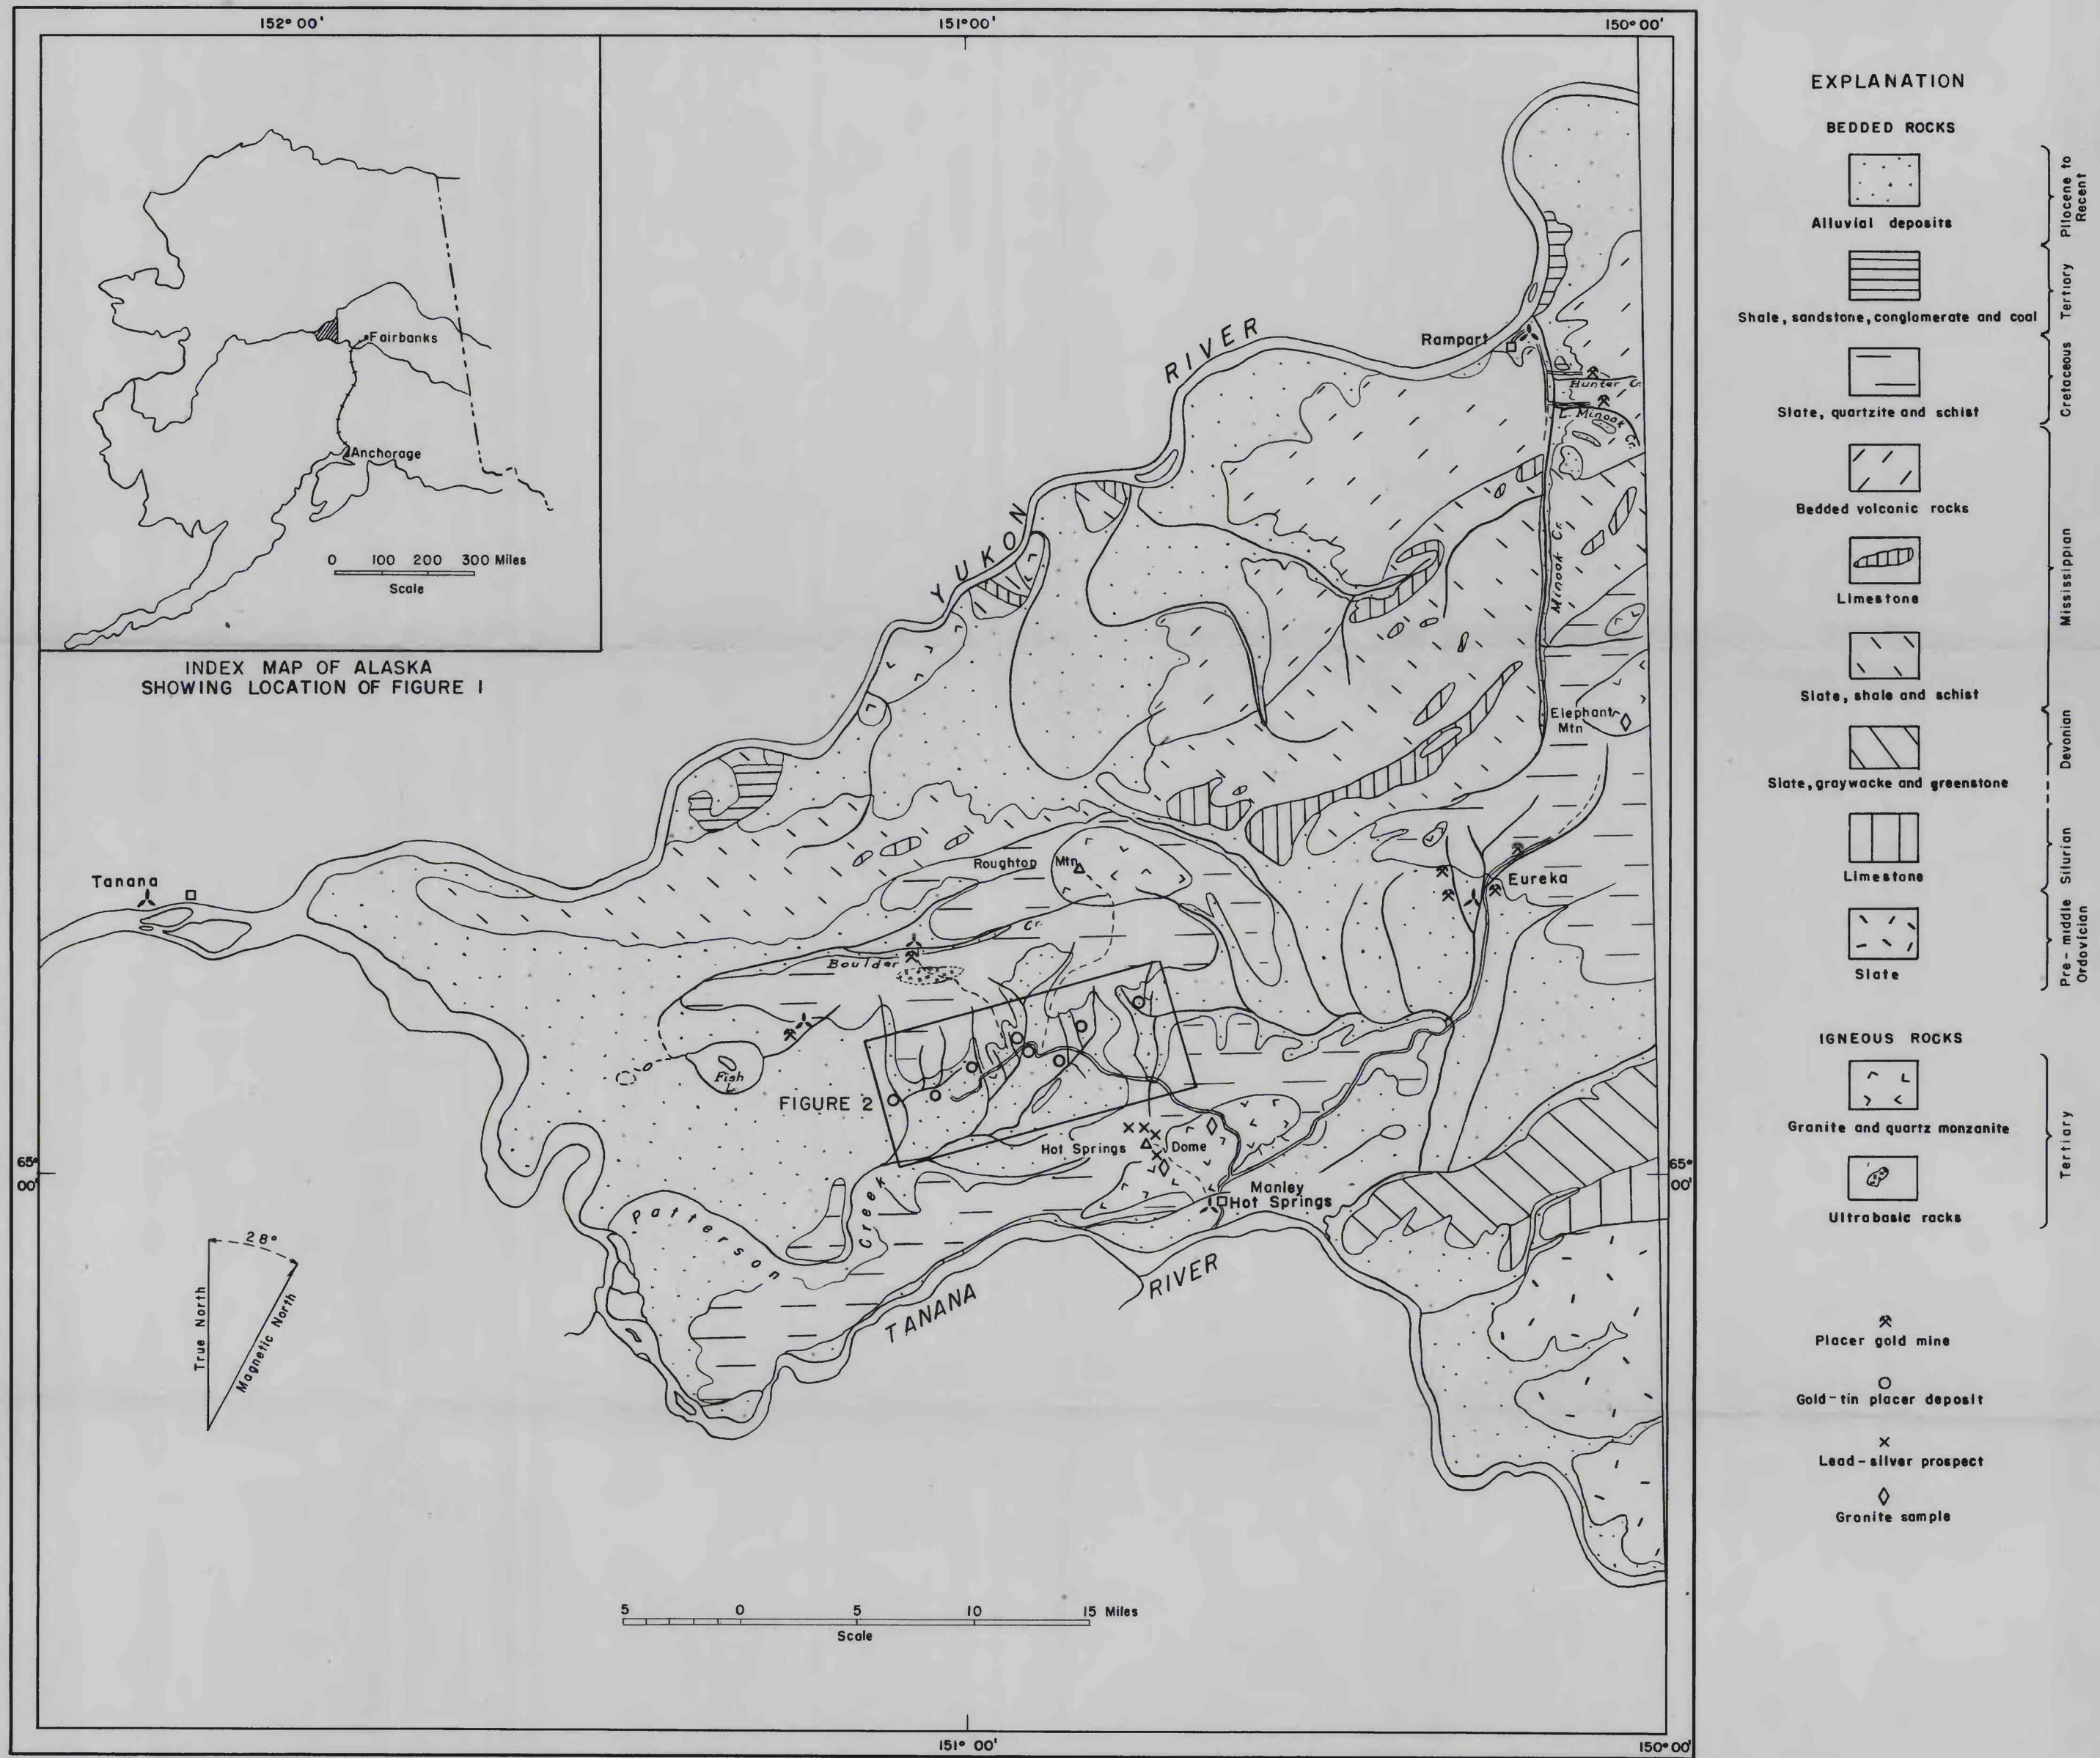 152° 00'
151° 00'
150° 00'
Fairbanks
Anchorage
0 100 200 300 Miles
Scale
INDEX MAP OF ALASKA
SHOWING LOCATION OF FIGURE 1
YUKON RIVER
Rampart
Hunter Cr.
L. Minook Cr.
Minook Cr.
Elephant
Mtn
Tanana
Roughtop Mtn
Eureka
Boulder Cr.
Fish
L.
FIGURE 2
Hot Springs Dome
Manley
Hot Springs
65°
00'
65°
00'
Patterson Creek
TANANA RIVER
28°
True North
Magnetic North
5 0 5 10 15 Miles
Scale
151° 00'
150° 00'
EXPLANATION
BEDDED ROCKS
Alluvial deposits
Pliocene to
Recent
Shale, sandstone, conglomerate and coal
Tertiary
Slate, quartzite and schist
Cretaceous
Bedded volcanic rocks
Limestone
Slate, shale and schist
Mississippian
Slate, graywacke and greenstone
Devonian
Limestone
Silurian
Slate
Pre-middle
Ordovician
IGNEOUS ROCKS
Granite and quartz monzanite
Ultrabasic rocks
Tertiary
Placer gold mine
Gold-tin placer deposit
Lead-silver prospect
Granite sample